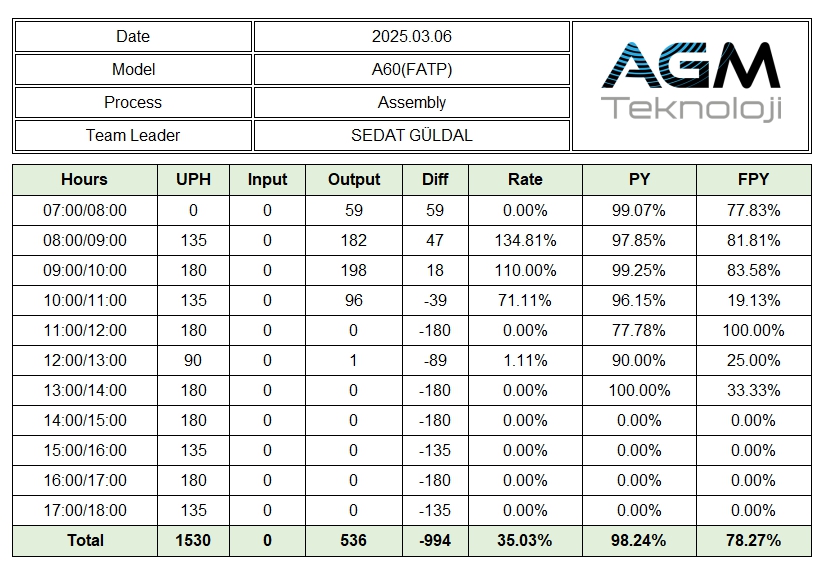 Date 2025.03.06
Model A60(FATP)
Process Assembly
Team Leader SEDAT GÜLDAL
AGM
Teknoloji
Hours UPH Input Output Diff Rate PY FPY
07:00/08:00 0 0 59 59 0.00% 99.07% 77.83%
08:00/09:00 135 0 182 47 134.81% 97.85% 81.81%
09:00/10:00 180 0 198 18 110.00% 99.25% 83.58%
10:00/11:00 135 0 96 -39 71.11% 96.15% 19.13%
11:00/12:00 180 0 0 -180 0.00% 77.78% 100.00%
12:00/13:00 90 0 1 -89 1.11% 90.00% 25.00%
13:00/14:00 180 0 0 -180 0.00% 100.00% 33.33%
14:00/15:00 180 0 0 -180 0.00% 0.00% 0.00%
15:00/16:00 135 0 0 -135 0.00% 0.00% 0.00%
16:00/17:00 180 0 0 -180 0.00% 0.00% 0.00%
17:00/18:00 135 0 0 -135 0.00% 0.00% 0.00%
Total 1530 0 536 -994 35.03% 98.24% 78.27%